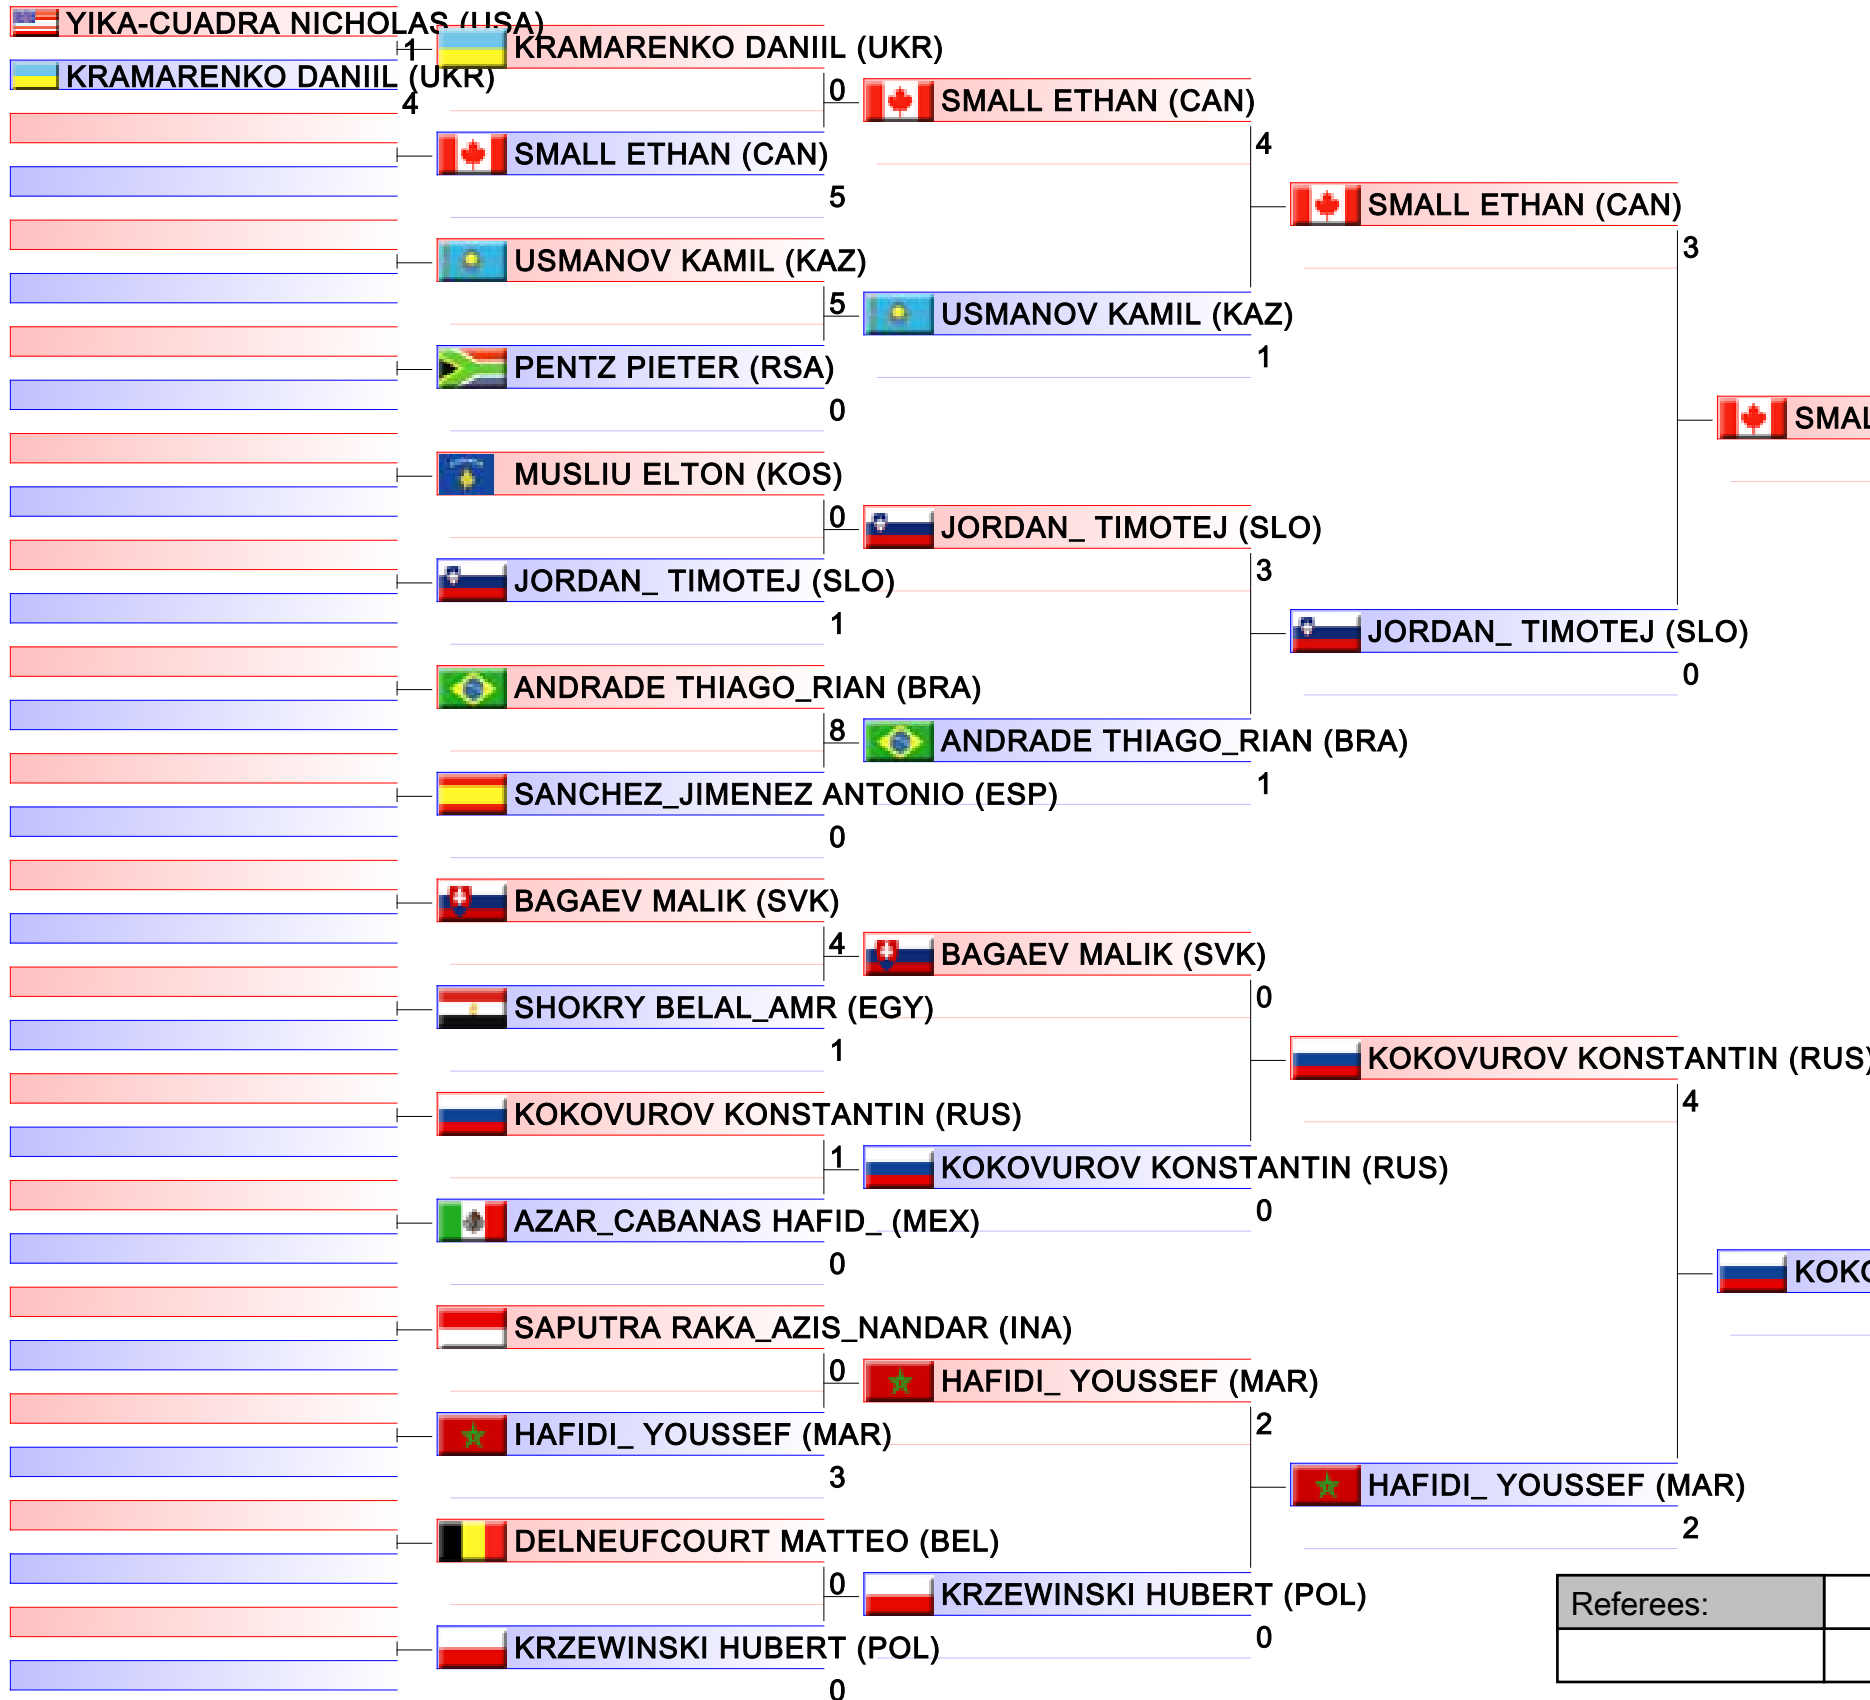 YIKA-CUADRA NICHOLAS (USA)
1
KRAMARENKO DANIIL (UKR)
4
KRAMARENKO DANIIL (UKR)
0
SMALL ETHAN (CAN)
5
USMANOV KAMIL (KAZ)
5
PENTZ PIETER (RSA)
0
MUSLIU ELTON (KOS)
0
JORDAN_ TIMOTEJ (SLO)
1
ANDRADE THIAGO_RIAN (BRA)
8
SANCHEZ_JIMENEZ ANTONIO (ESP)
0
BAGAEV MALIK (SVK)
4
SHOKRY BELAL_AMR (EGY)
1
KOKOVUROV KONSTANTIN (RUS)
1
AZAR_CABANAS HAFID_ (MEX)
0
SAPUTRA RAKA_AZIS_NANDAR (INA)
0
HAFIDI_ YOUSSEF (MAR)
3
DELNEUFCOURT MATTEO (BEL)
0
KRZEWINSKI HUBERT (POL)
0
SMALL ETHAN (CAN)
4
USMANOV KAMIL (KAZ)
1
JORDAN_ TIMOTEJ (SLO)
3
ANDRADE THIAGO_RIAN (BRA)
1
BAGAEV MALIK (SVK)
0
KOKOVUROV KONSTANTIN (RUS)
0
HAFIDI_ YOUSSEF (MAR)
2
KRZEWINSKI HUBERT (POL)
0
SMALL ETHAN (CAN)
3
JORDAN_ TIMOTEJ (SLO)
0
KOKOVUROV KONSTANTIN (RUS)
4
HAFIDI_ YOUSSEF (MAR)
2
Referees: